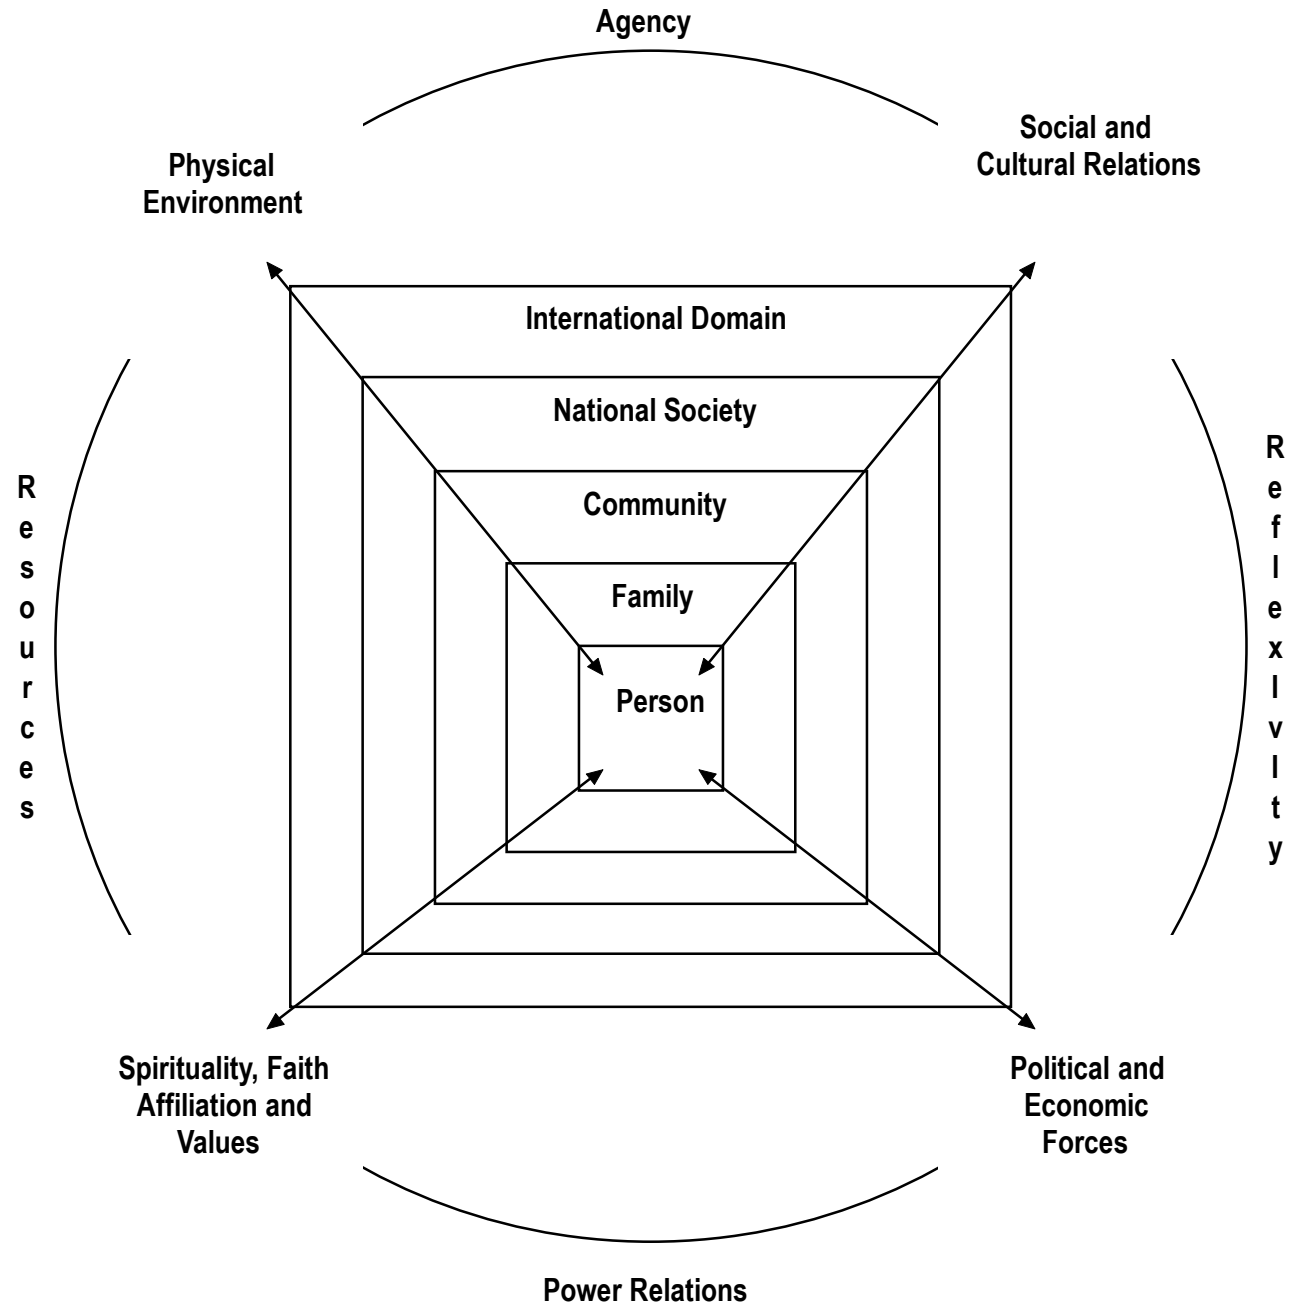 Agency
Social and
Cultural Relations
Physical
Environment
International Domain
National Society
Community
Family
Person
Resources
ReflexIvIty
Spirituality, Faith
Affiliation and
Values
Political and
Economic
Forces
Power Relations